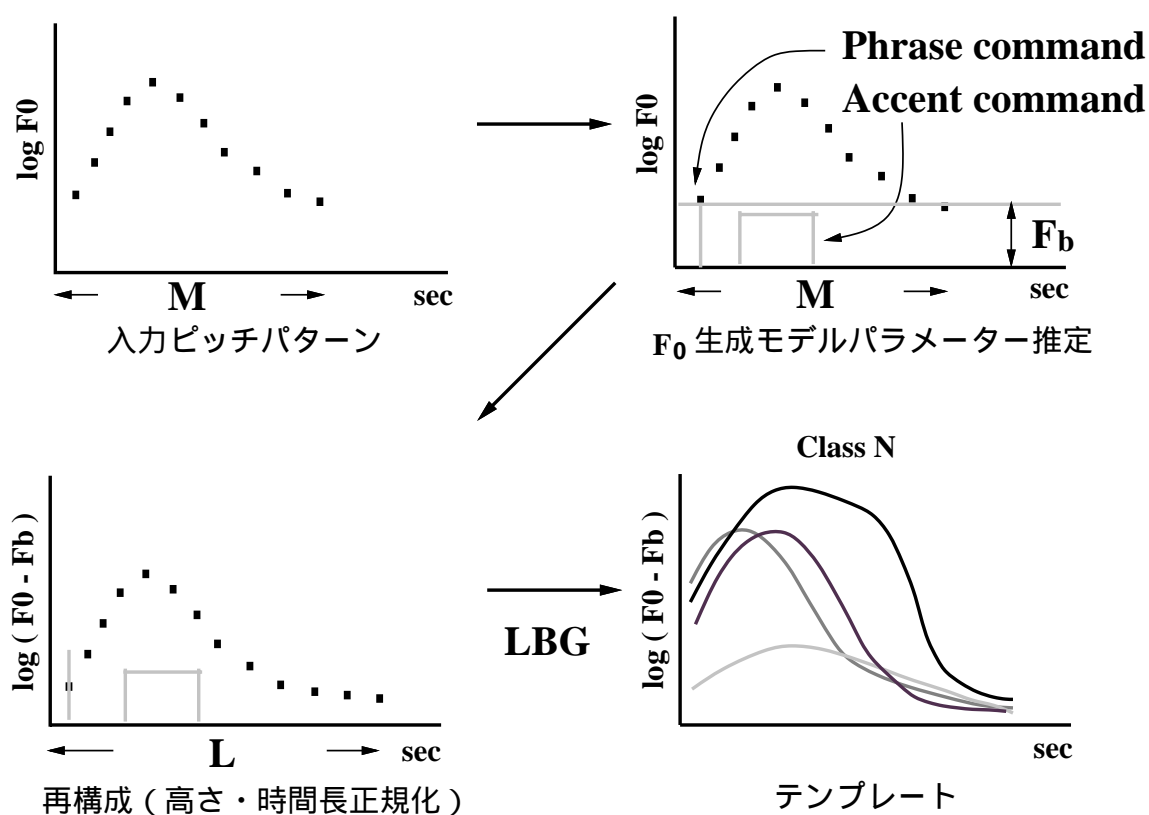 log F0
M
sec
入力ピッチパターン
Phrase command
Accent command
log F0
Fb
M
sec
F0 生成モデルパラメーター推定
log ( F0 - Fb )
L
sec
再構成（高さ・時間長正規化）
LBG
Class N
log ( F0 - Fb )
sec
テンプレート